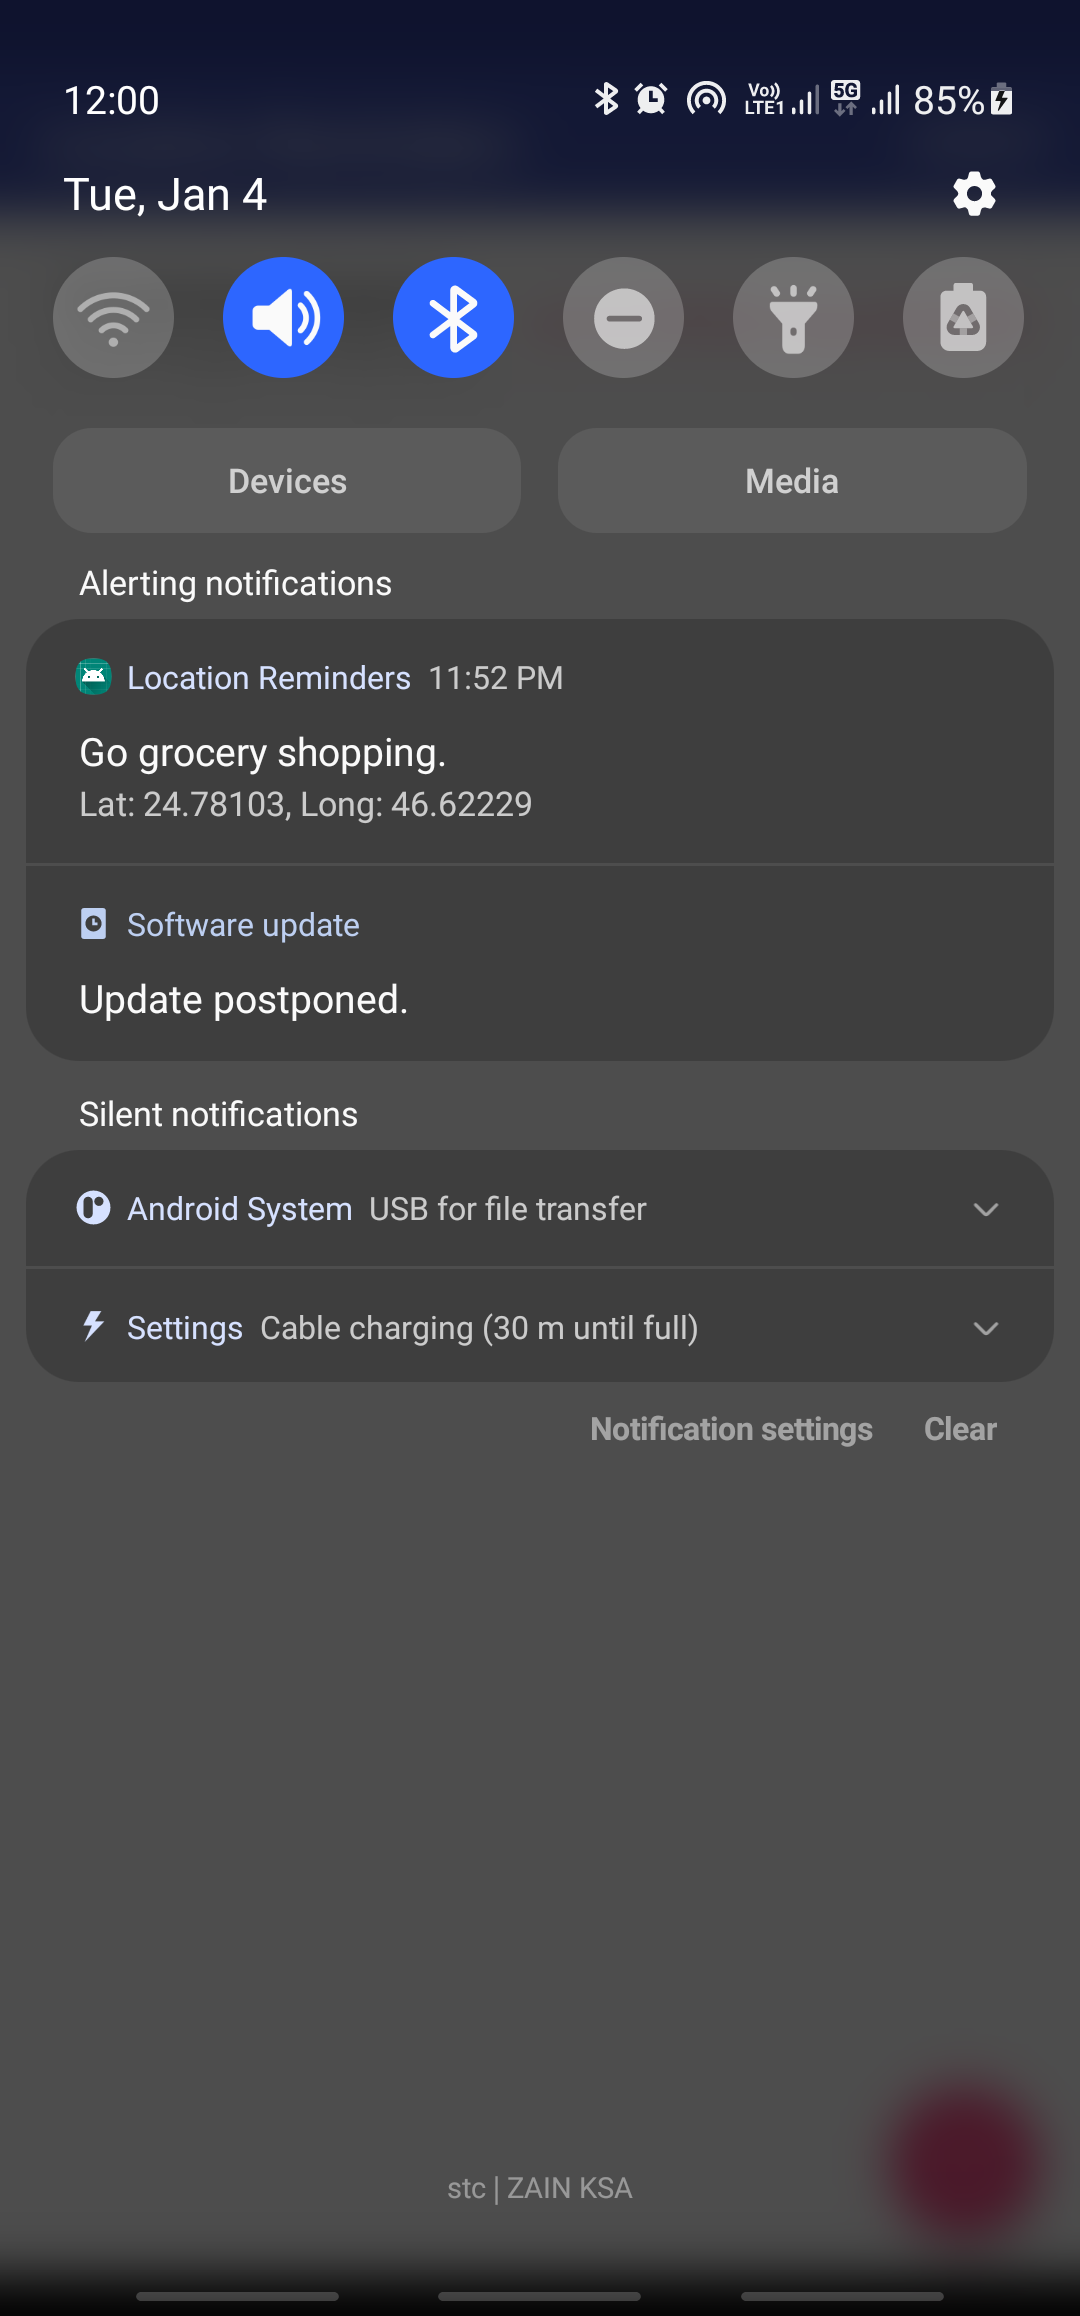 12:00
Vo)) LTE1 5G 85%
Tue, Jan 4
Devices
Media
Alerting notifications
Location Reminders 11:52 PM
Go grocery shopping.
Lat: 24.78103, Long: 46.62229
Software update
Update postponed.
Silent notifications
Android System USB for file transfer
Settings Cable charging (30 m until full)
Notification settings Clear
stc | ZAIN KSA